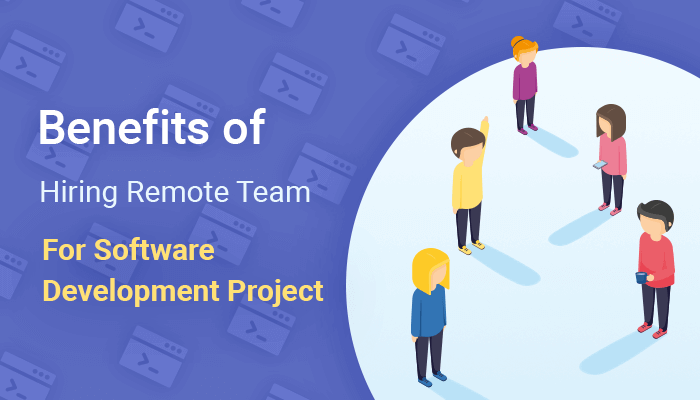 Benefits of
Hiring Remote Team
For Software
Development Project